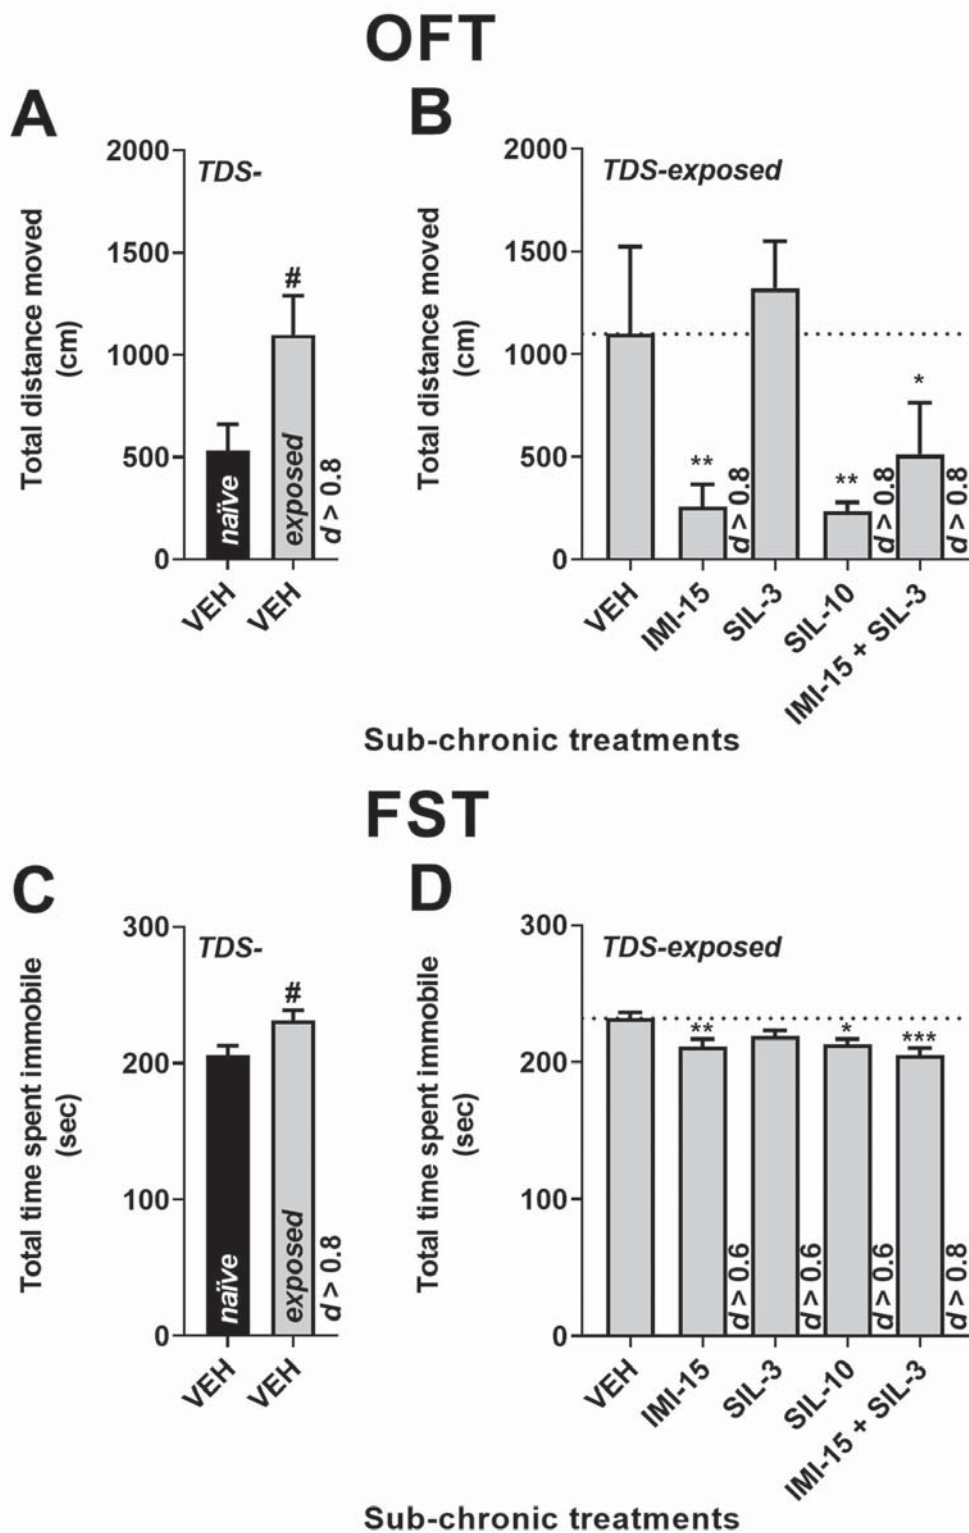 OFT
A
Total distance moved
(cm)
2000
1500
1000
500
0
TDS-
#
naïve
exposed
d > 0.8
VEH
VEH
B
Total distance moved
(cm)
2000
1500
1000
500
0
TDS-exposed
**
d > 0.8
**
d > 0.8
*
d > 0.8
VEH
IMI-15
SIL-3
SIL-10
IMI-15 + SIL-3
Sub-chronic treatments
FST
C
Total time spent immobile
(sec)
300
200
100
0
TDS-
#
naïve
exposed
d > 0.8
VEH
VEH
D
Total time spent immobile
(sec)
300
200
100
0
TDS-exposed
**
*
***
d > 0.6
d > 0.6
d > 0.6
d > 0.8
VEH
IMI-15
SIL-3
SIL-10
IMI-15 + SIL-3
Sub-chronic treatments